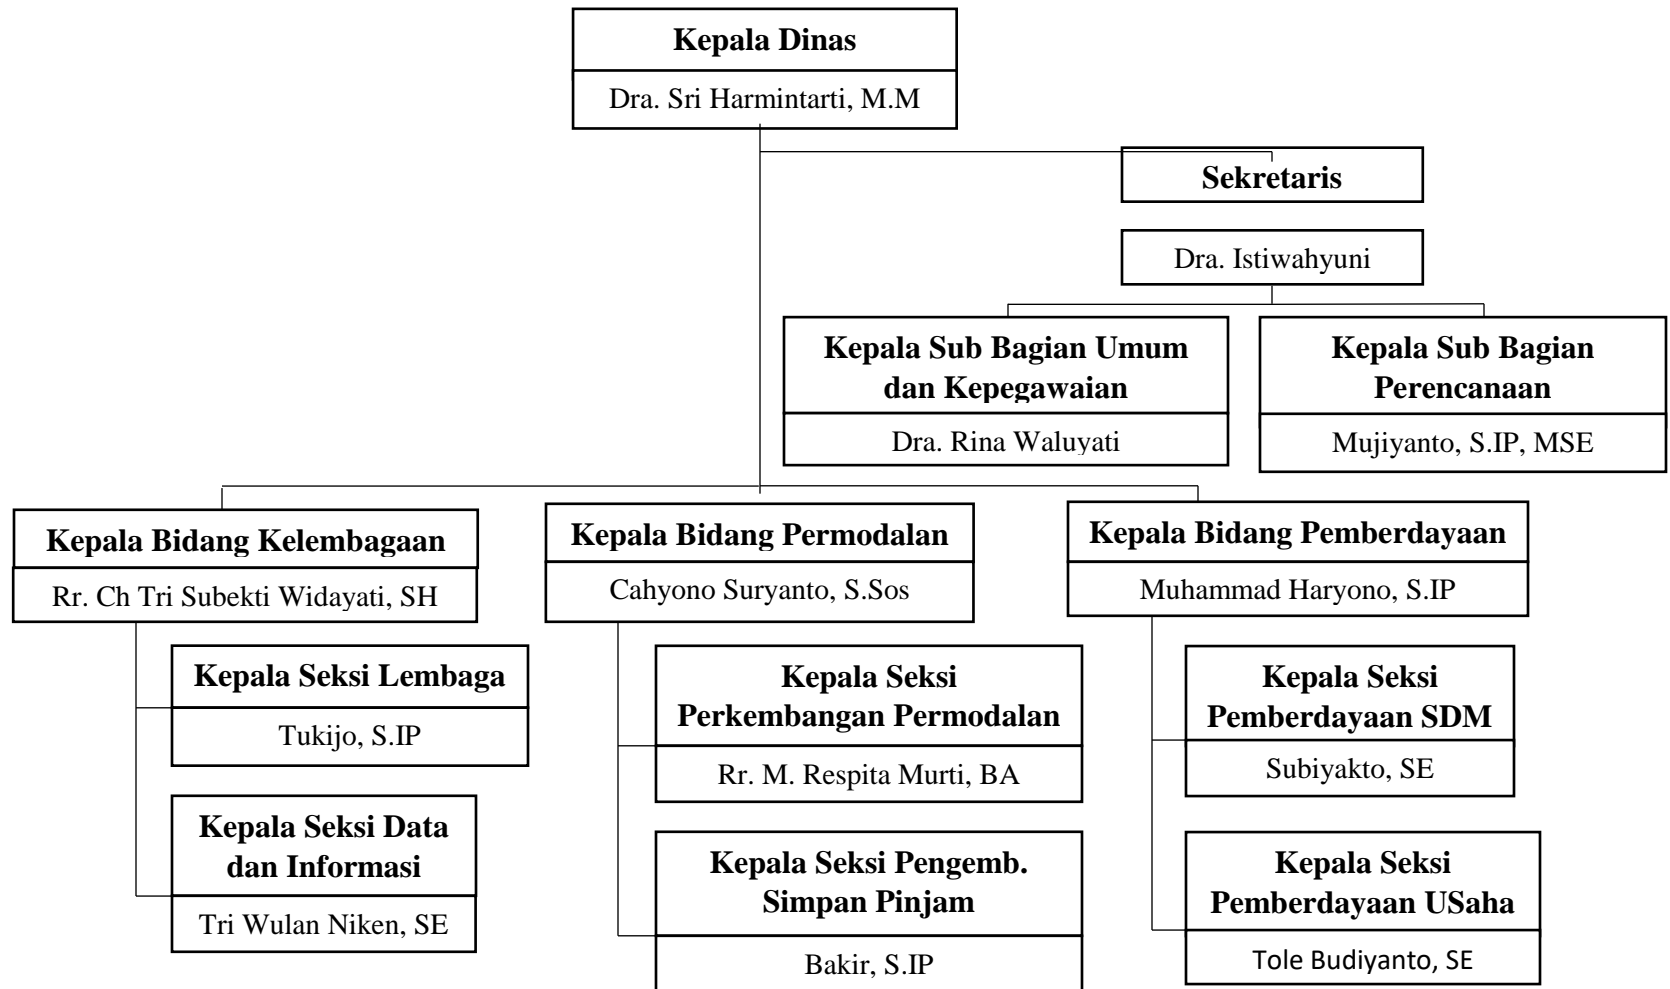 Kepala Dinas
Dra. Sri Harmintarti, M.M
Sekretaris
Dra. Istiwahyuni
Kepala Sub Bagian Umum
dan Kepegawaian
Dra. Rina Waluyati
Kepala Sub Bagian
Perencanaan
Mujiyanto, S.IP, MSE
Kepala Bidang Kelembagaan
Rr. Ch Tri Subekti Widayati, SH
Kepala Seksi Lembaga
Tukijo, S.IP
Kepala Seksi Data
dan Informasi
Tri Wulan Niken, SE
Kepala Bidang Permodalan
Cahyono Suryanto, S.Sos
Kepala Seksi
Perkembangan Permodalan
Rr. M. Respita Murti, BA
Kepala Seksi Pengemb.
Simpan Pinjam
Bakir, S.IP
Kepala Bidang Pemberdayaan
Muhammad Haryono, S.IP
Kepala Seksi
Pemberdayaan SDM
Subiyakto, SE
Kepala Seksi
Pemberdayaan USaha
Tole Budiyanto, SE